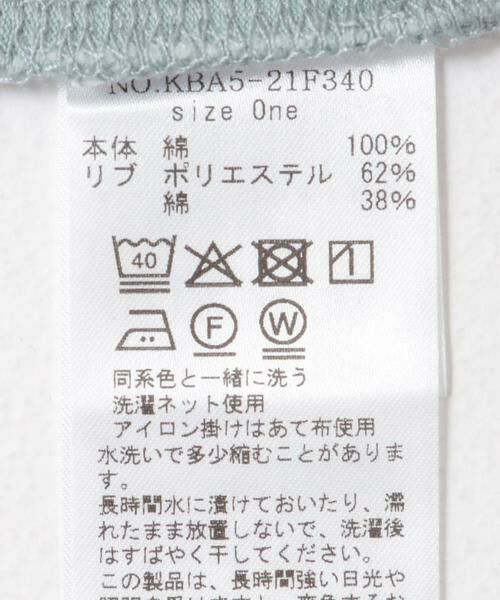 NO.KBA5-21F340
size One
本体 綿 100%
リブ ポリエステル 62%
綿 38%
40
F W
同系色と一緒に洗う
洗濯ネット使用
アイロン掛けはあて布使用
水洗いで多少縮むことがありま
す。
長時間水に漬けておいたり、濡
れたまま放置しないで、洗濯後
はすばやく干してください。
この製品は、長時間強い日光や